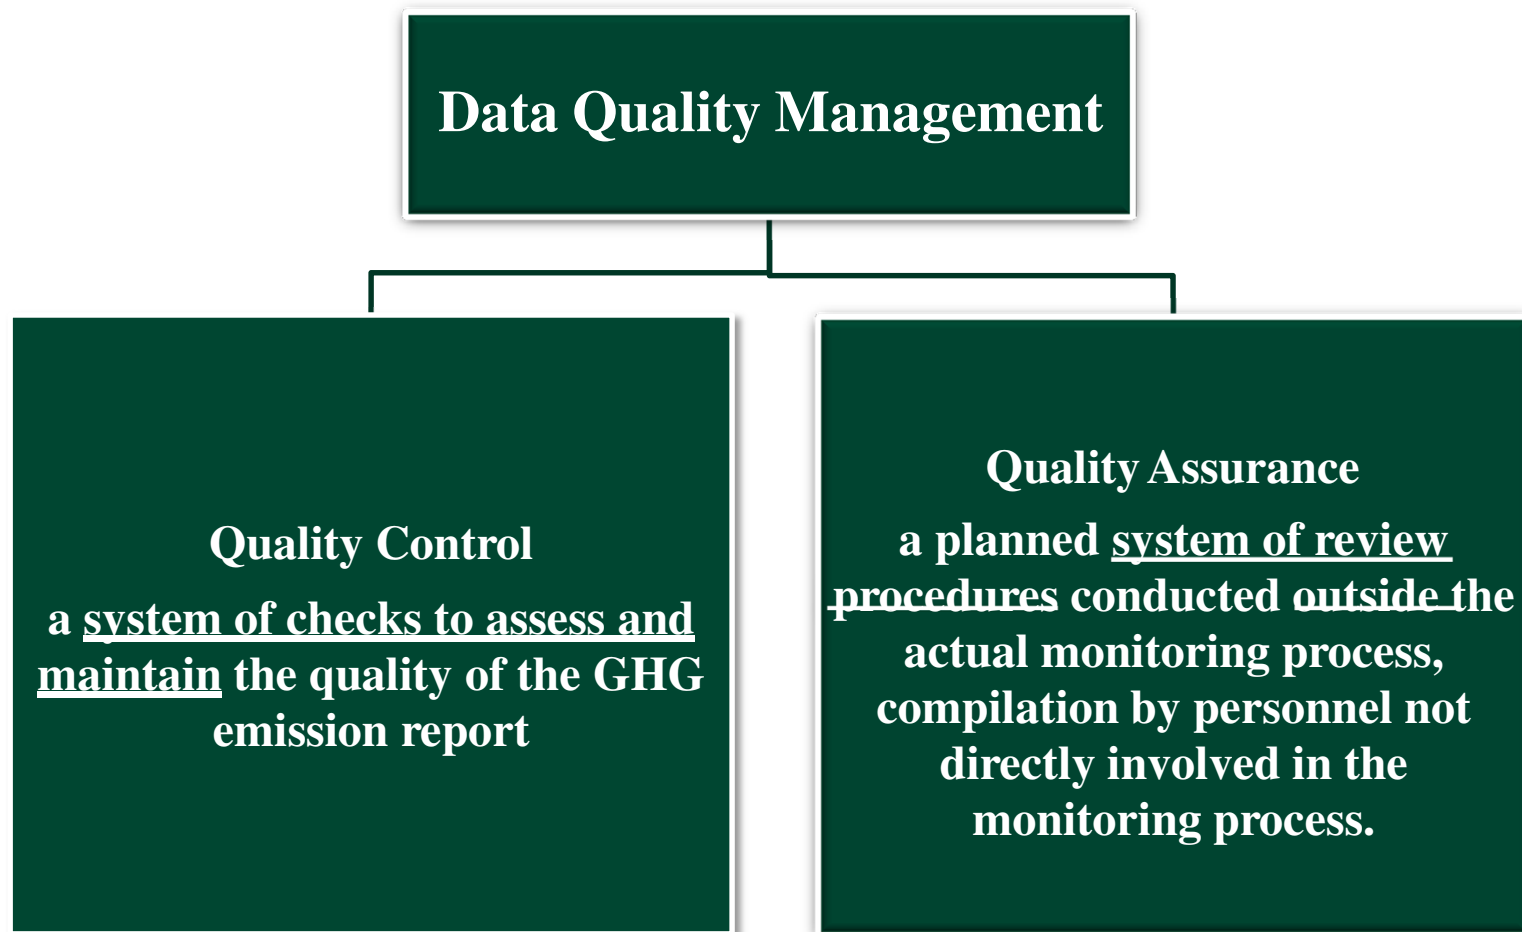 Data Quality Management
Quality Control
a system of checks to assess and
maintain the quality of the GHG
emission report
Quality Assurance
a planned system of review
procedures conducted outside the
actual monitoring process,
compilation by personnel not
directly involved in the
monitoring process.